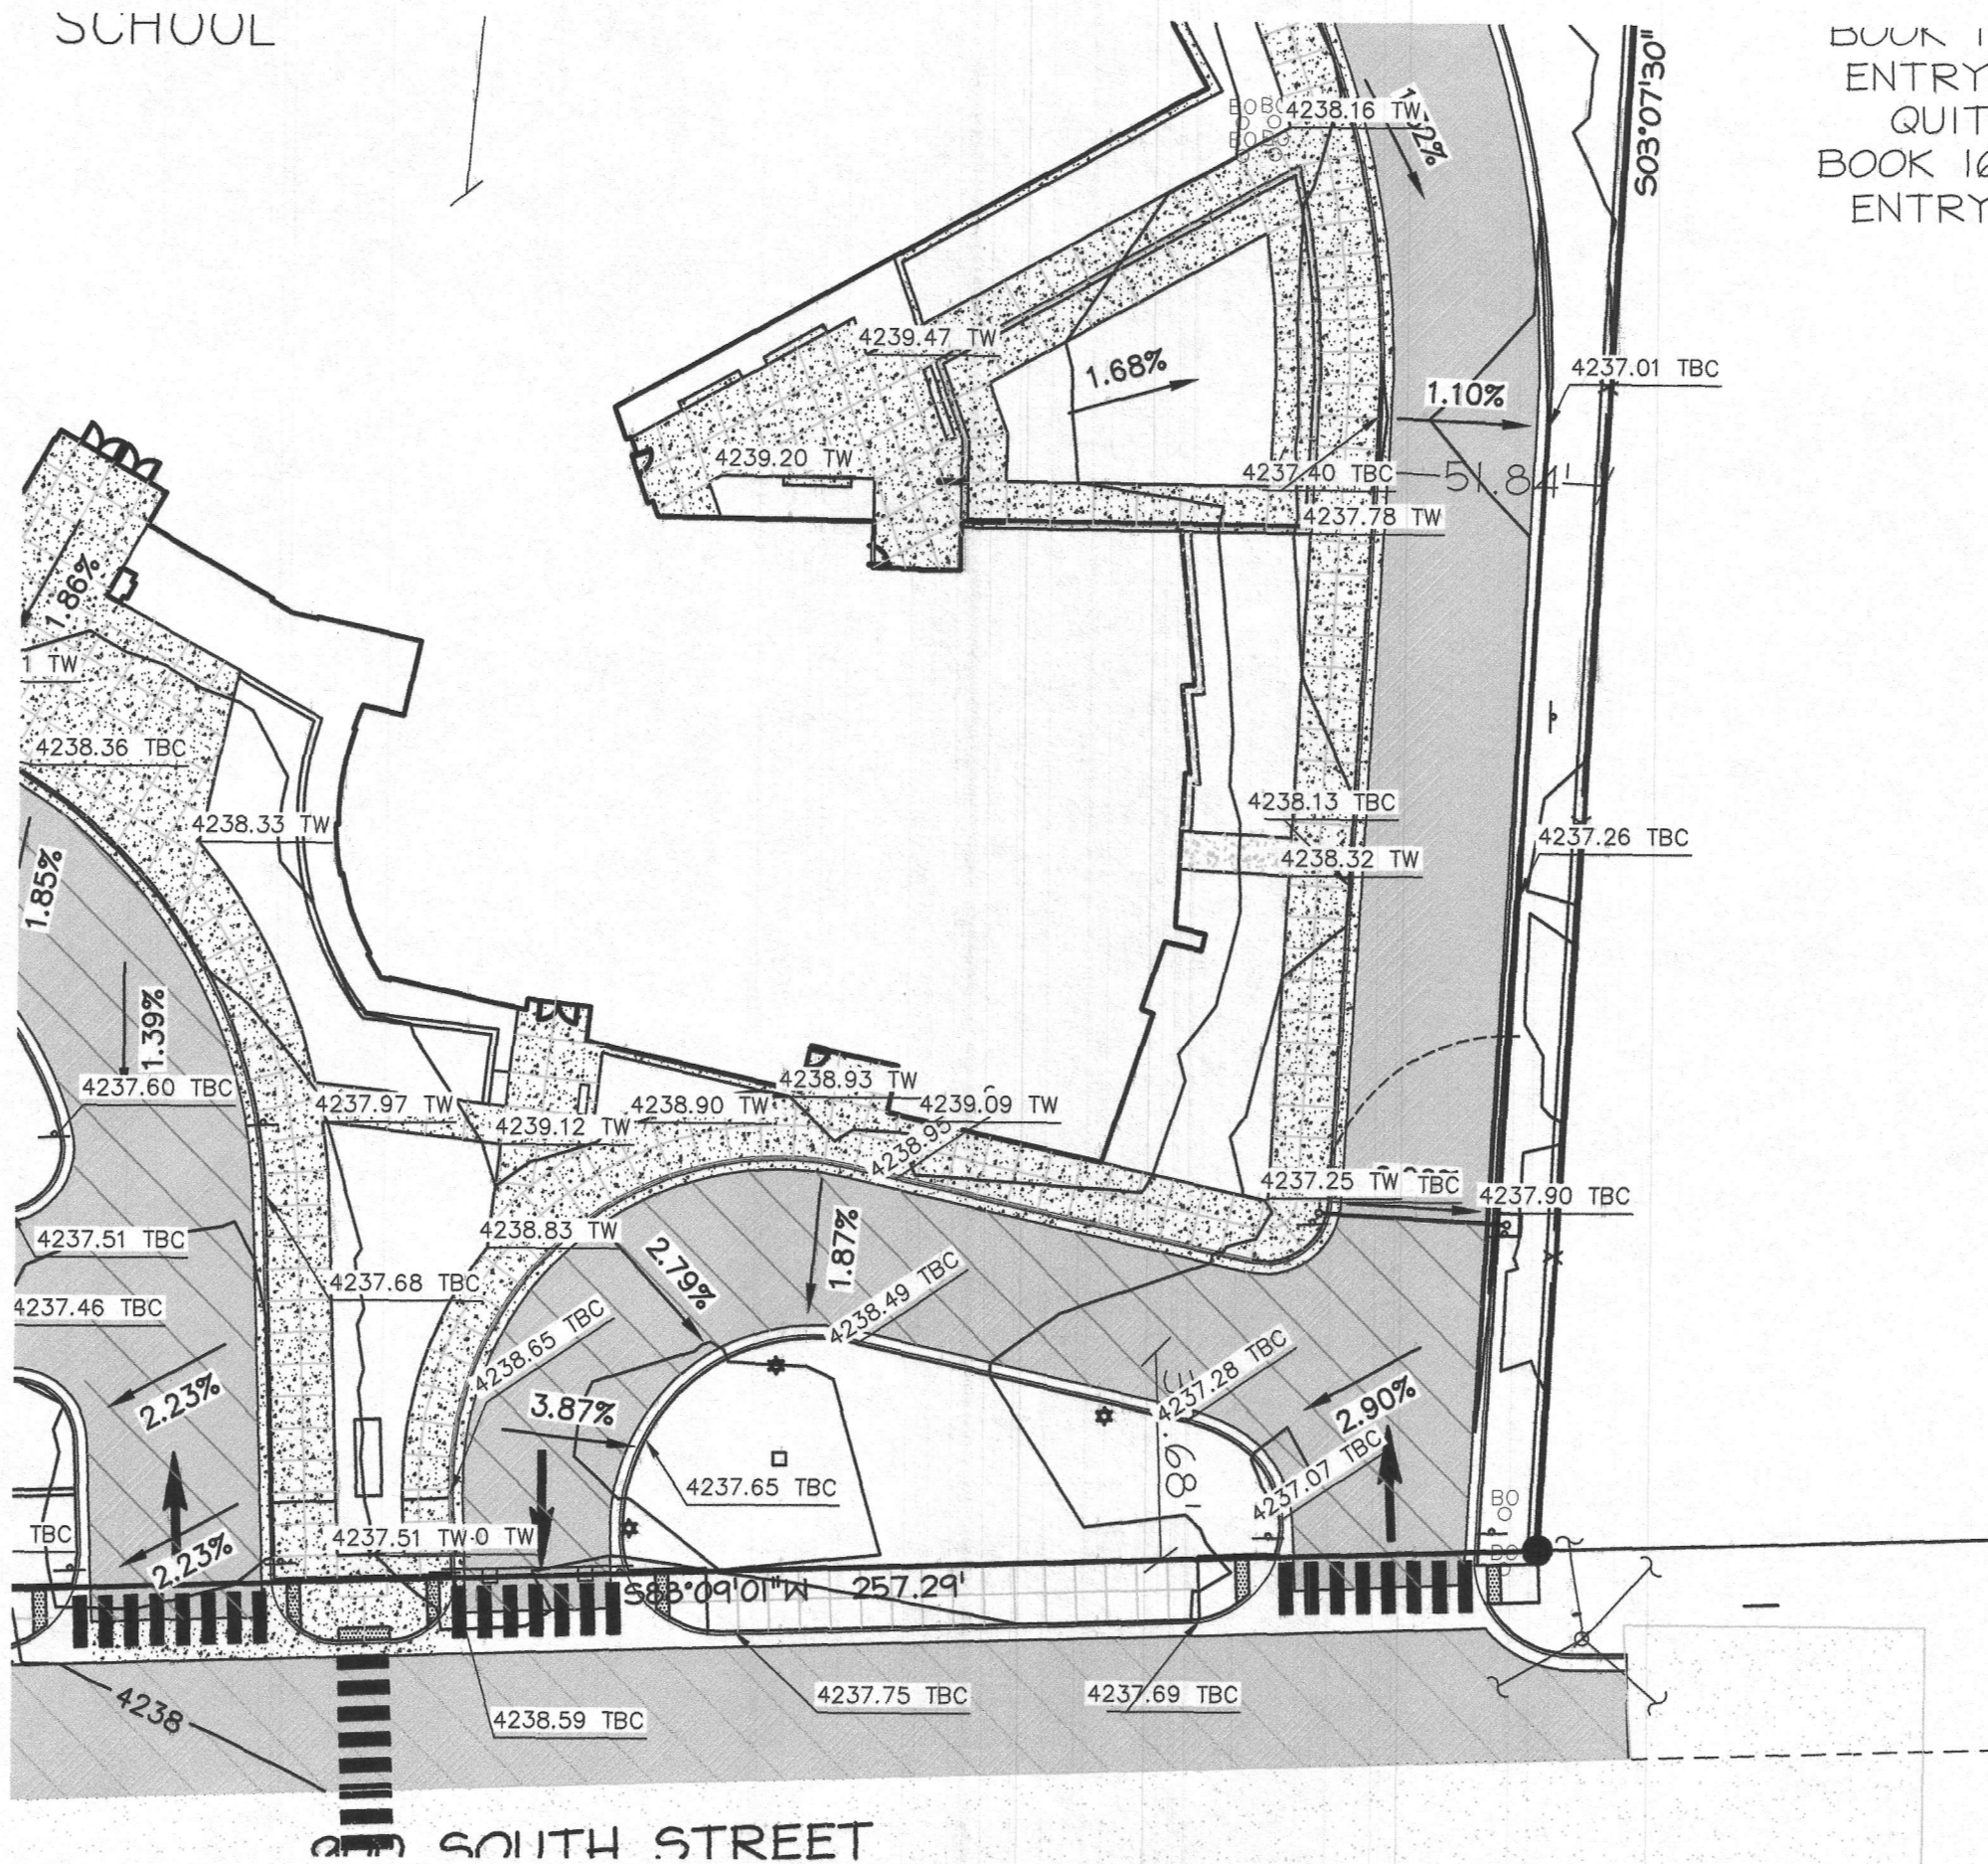 SCHOOL
S03°07'30"
ENTRY
QUIT
BOOK
ENTRY
4238.16 TW
4239.47 TW
1.68%
4237.01 TBC
1.10%
4239.20 TW
4237.40 TBC
51.84'
4237.78 TW
1.86%
1 TW
4238.36 TBC
4238.33 TW
4238.13 TBC
4237.26 TBC
4238.32 TW
1.85%
1.39%
4237.60 TBC
4237.97 TW
4238.93 TW
4238.90 TW
4239.09 TW
4239.12 TW
4238.95
4237.25 TW
TBC
4237.90 TBC
4238.83 TW
4237.51 TBC
2.79%
1.87%
4237.68 TBC
4238.49 TBC
4237.46 TBC
4238.65 TBC
4237.28 TBC
2.23%
3.87%
2.90%
4237.65 TBC
4237.07 TBC
.68'
BO
TBC
4237.51 TW
0 TW
2.23%
S88°09'01"W 257.29'
4238
4237.75 TBC
4237.69 TBC
4238.59 TBC
SOUTH STREET